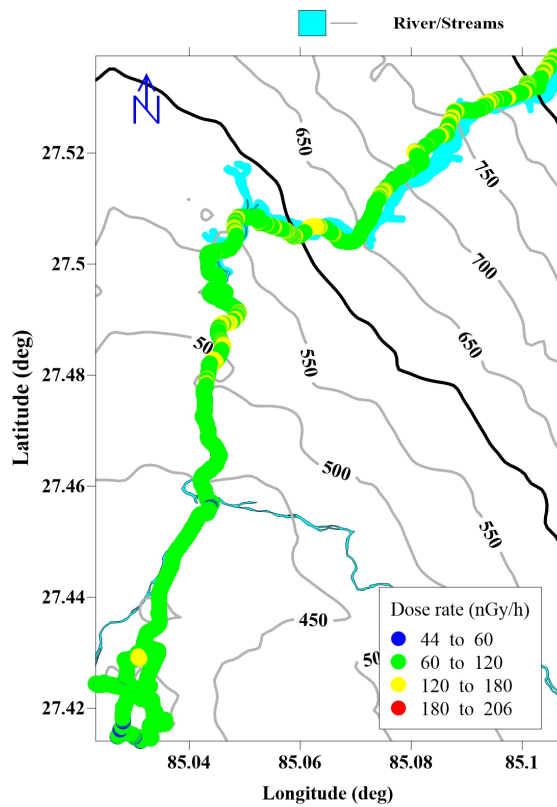 River/Streams
N
650
750
27.52
700
27.5
650
50
550
Latitude (deg)
27.48
500
27.46
550
27.44
450
50
Dose rate (nGy/h)
44 to 60
60 to 120
120 to 180
180 to 206
27.42
85.04 85.06 85.08 85.1
Longitude (deg)